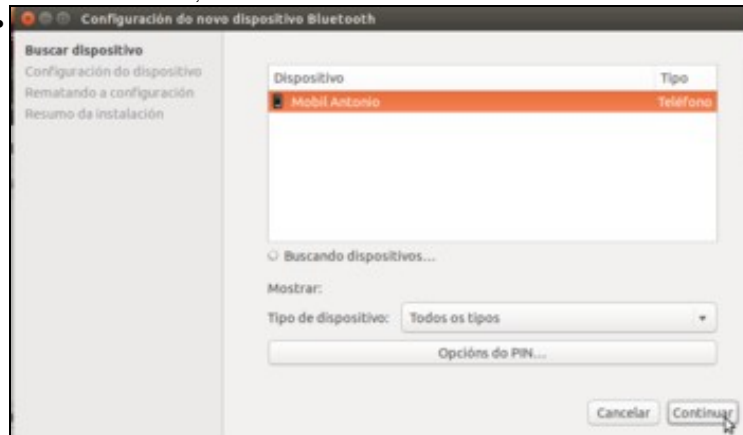 Configuración do novo dispositivo Bluetooth
Buscar dispositivo
Configuración do dispositivo
Rematando a configuración
Resumo da instalación
Dispositivo Tipo
Mobil Antonio Teléfono
Buscando dispositivos...
Mostrar:
Tipo de dispositivo: Todos os tipos
Opcións do PIN...
Cancelar Continuar